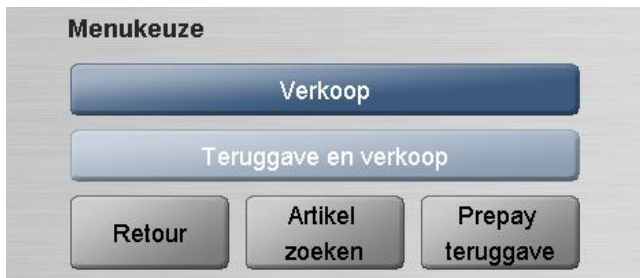 Menukeuze
Verkoop
Teruggave en verkoop
Retour
Artikel
zoeken
Prepay
teruggave